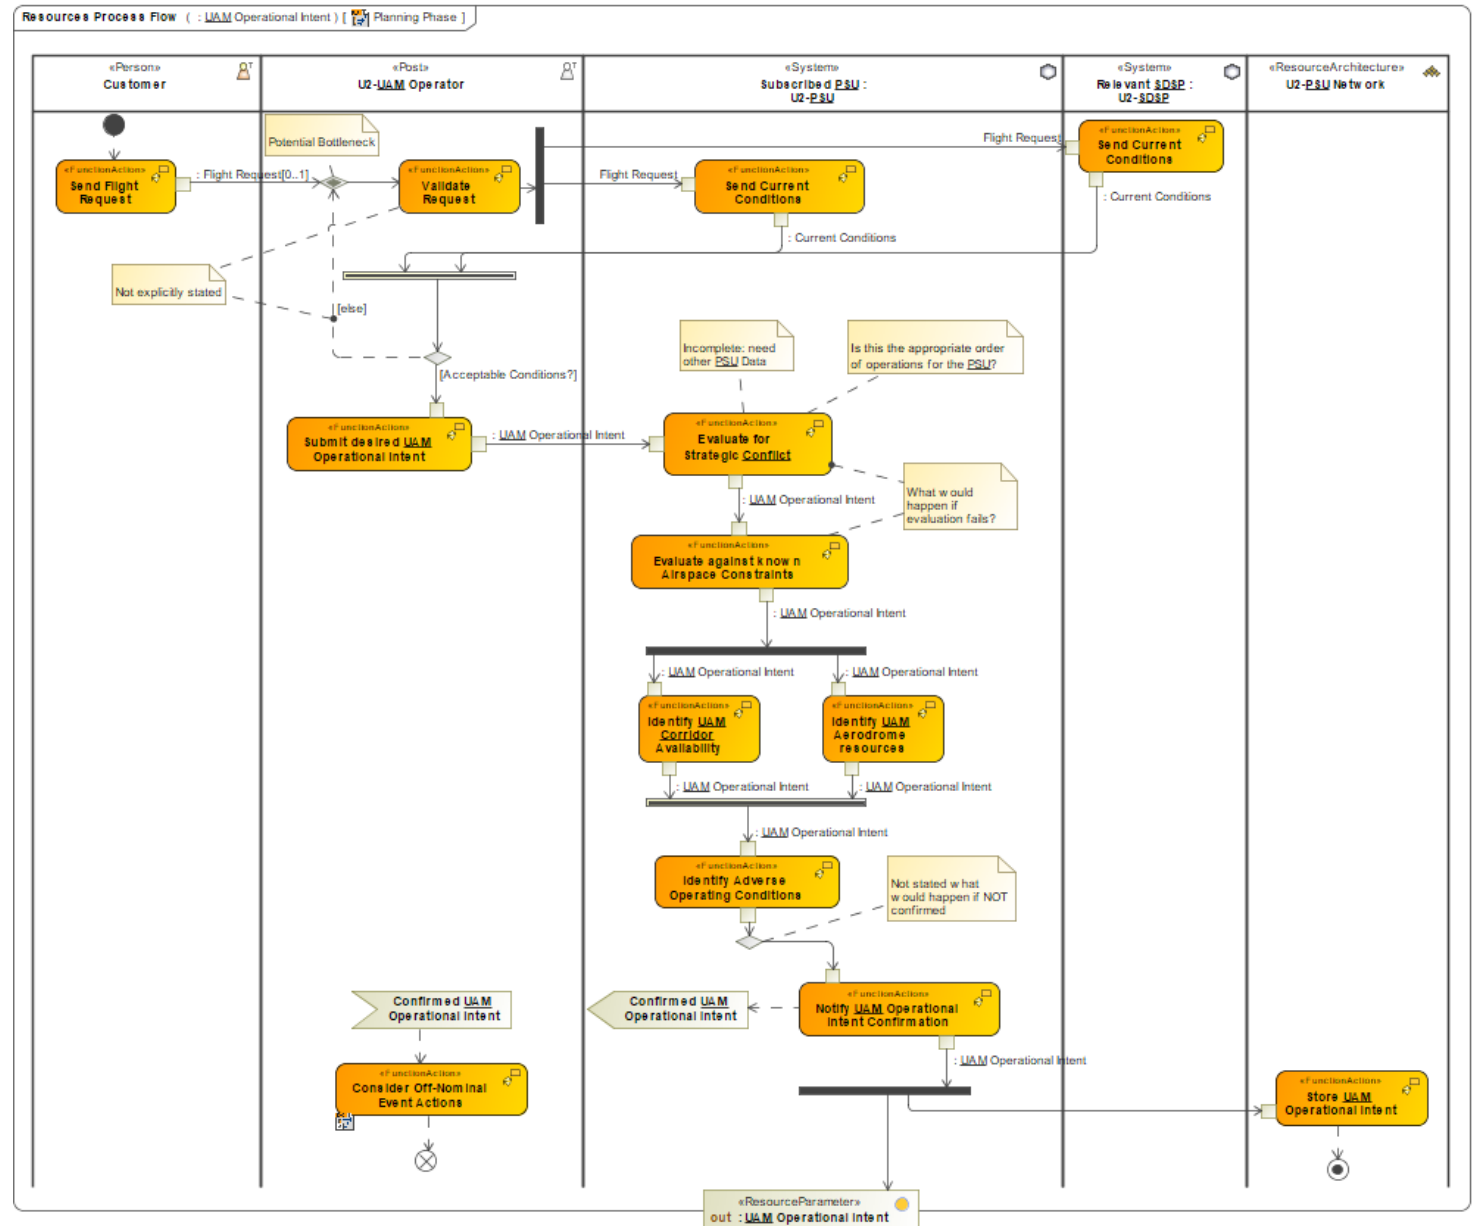 Resources Process Flow ( : UAM Operational Intent ) [ Planning Phase ]
«Person»
Customer
«Post»
U2-UAM Operator
«System»
Subscribed PSU :
U2-PSU
«System»
Relevant SDSP :
U2-SDSP
«ResourceArchitecture»
U2-PSU Network
Potential Bottleneck
«FunctionAction»
Send Flight
Request
: Flight Request[0..1]
«FunctionAction»
Validate
Request
Flight Request
«FunctionAction»
Send Current
Conditions
Flight Request
«FunctionAction»
Send Current
Conditions
: Current Conditions
: Current Conditions
Not explicitly stated
[else]
[Acceptable Conditions?]
Incomplete: need
other PSU Data
Is this the appropriate order
of operations for the PSU?
«FunctionAction»
Submit desired UAM
Operational Intent
: UAM Operational Intent
«FunctionAction»
Evaluate for
Strategic Conflict
: UAM Operational Intent
What would
happen if
evaluation fails?
«FunctionAction»
Evaluate against known
Airspace Constraints
: UAM Operational Intent
: UAM Operational Intent
: UAM Operational Intent
«FunctionAction»
Identify UAM
Corridor
Availability
«FunctionAction»
Identify UAM
Aerodrome
resources
: UAM Operational Intent
: UAM Operational Intent
: UAM Operational Intent
«FunctionAction»
Identify Adverse
Operating Conditions
Not stated what
would happen if NOT
confirmed
Confirmed UAM
Operational Intent
Confirmed UAM
Operational Intent
«FunctionAction»
Notify UAM Operational
Intent Confirmation
: UAM Operational Intent
«FunctionAction»
Consider Off-Nominal
Event Actions
«FunctionAction»
Store UAM
Operational Intent
«ResourceParameter»
out : UAM Operational Intent